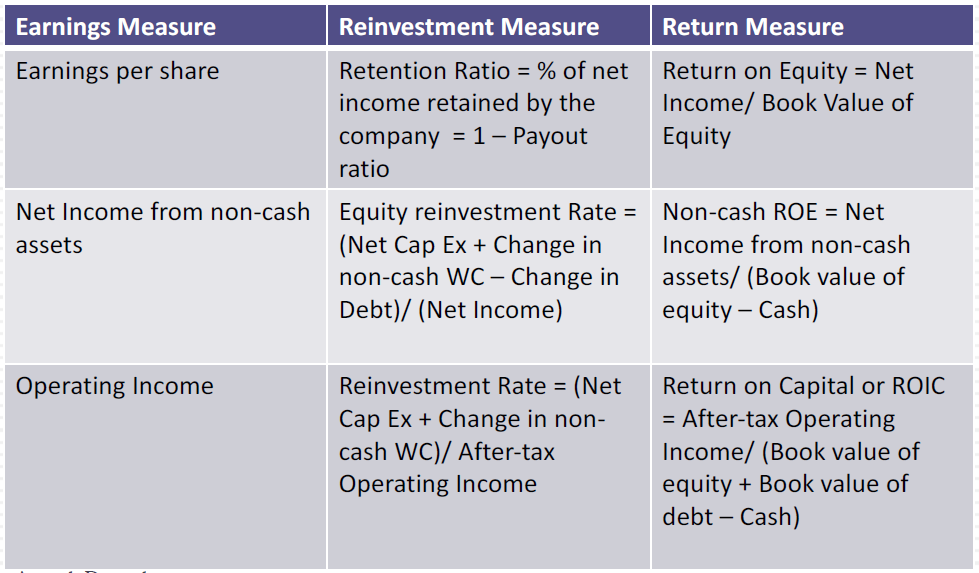 Earnings Measure
Reinvestment Measure
Return Measure
Earnings per share
Retention Ratio = % of net
income retained by the
company = 1 – Payout
ratio
Return on Equity = Net
Income/ Book Value of
Equity
Net Income from non-cash
assets
Equity reinvestment Rate =
(Net Cap Ex + Change in
non-cash WC – Change in
Debt)/ (Net Income)
Non-cash ROE = Net
Income from non-cash
assets/ (Book value of
equity – Cash)
Operating Income
Reinvestment Rate = (Net
Cap Ex + Change in non-
cash WC)/ After-tax
Operating Income
Return on Capital or ROIC
= After-tax Operating
Income/ (Book value of
equity + Book value of
debt – Cash)